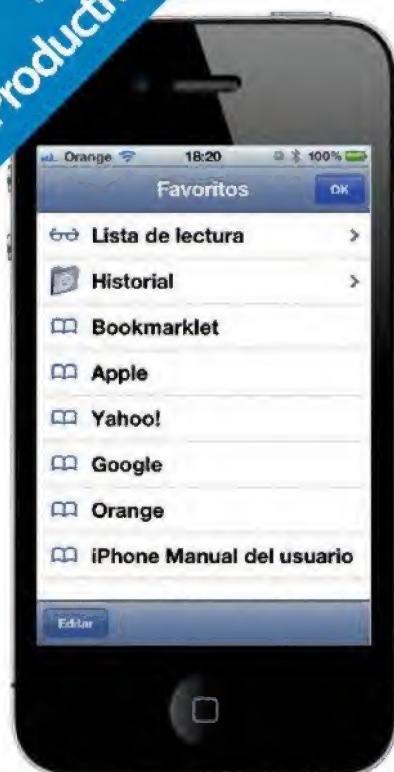 Orange 18:20 100%
Favoritos OK
Lista de lectura
Historial
Bookmarklet
Apple
Yahoo!
Google
Orange
iPhone Manual del usuario
Editar